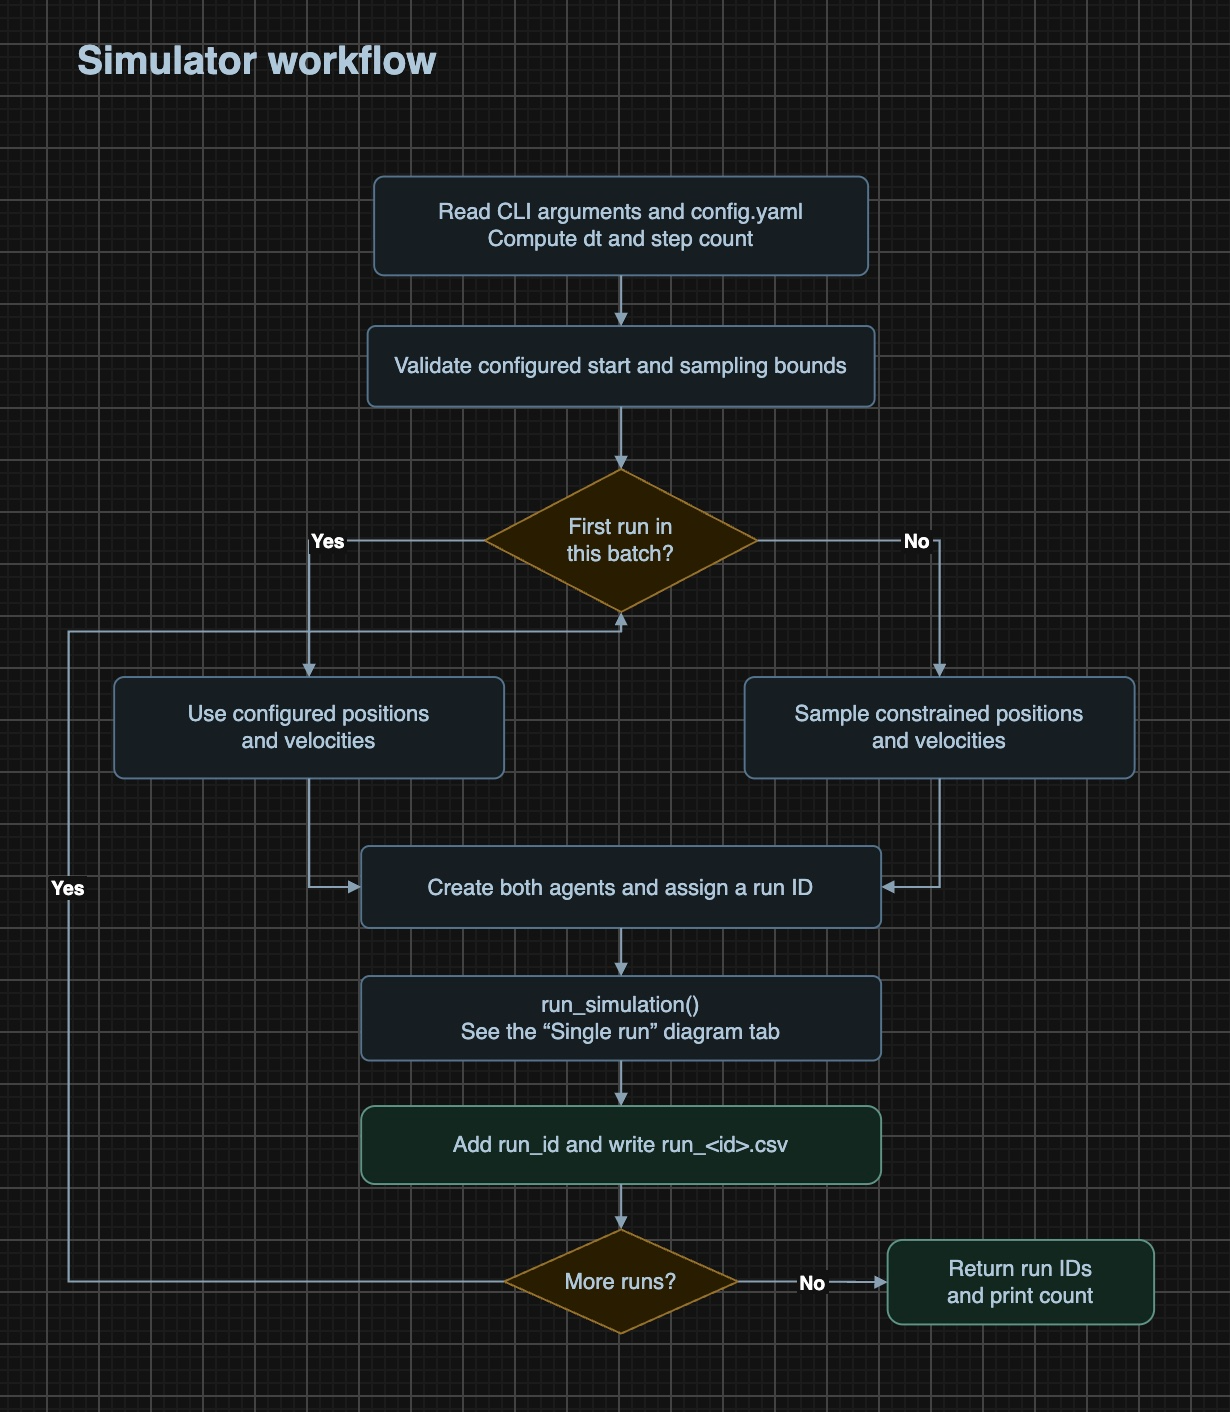 Simulator workflow
Read CLI arguments and config.yaml
Compute dt and step count
Validate configured start and sampling bounds
First run in
this batch?
Yes
No
Use configured positions
and velocities
Sample constrained positions
and velocities
Create both agents and assign a run ID
Yes
run_simulation()
See the “Single run” diagram tab
Add run_id and write run_<id>.csv
More runs?
No
Return run IDs
and print count